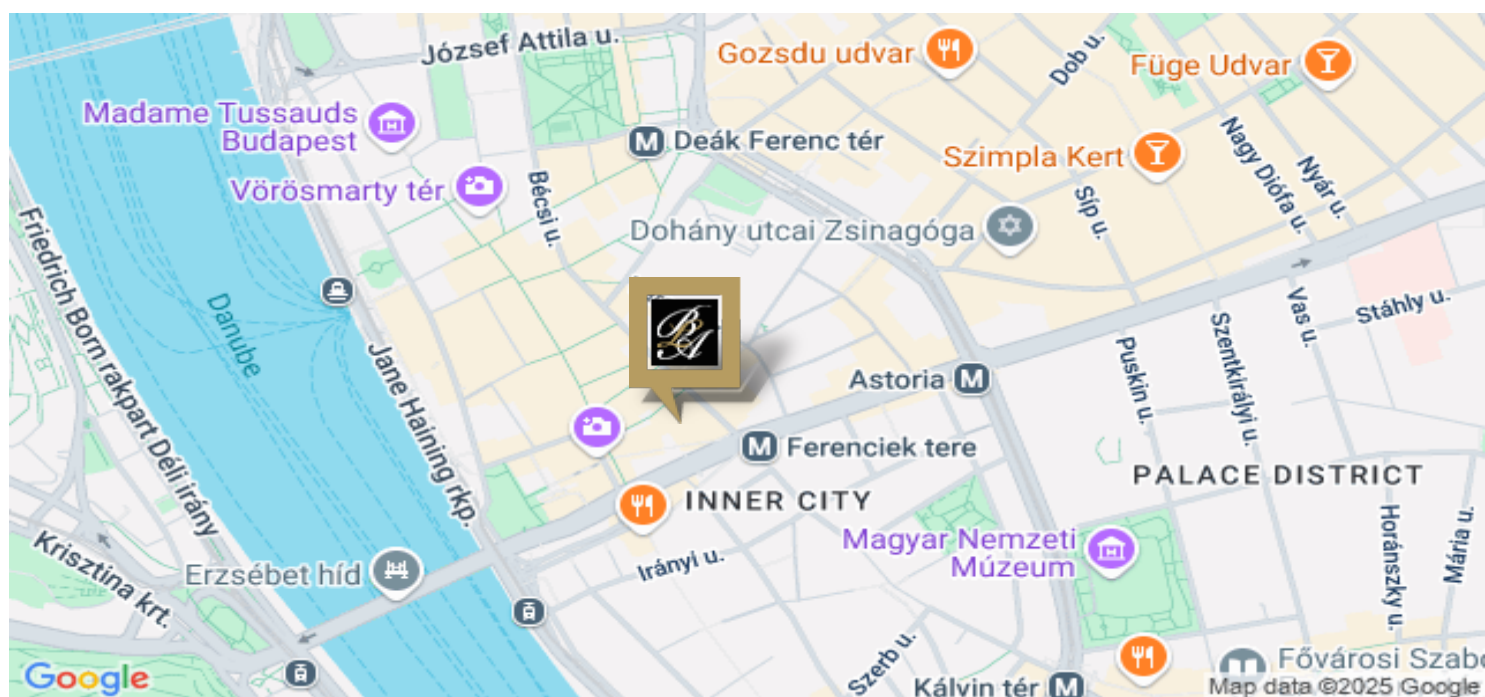 József Attila u.
Gozsdu udvar
Dob u.
Füge Udvar
Madame Tussauds
Budapest
Deák Ferenc tér
Szimpla Kert
Nagy Diófa u.
Nyár u.
Vörösmarty tér
Bécsi u.
Síp u.
Dohány utcai Zsinagóga
Friedrich Born rakpart Déli irány
Danube
Jane Haining rkp.
BLA
Astoria
Puskin u.
Szentkirályi u.
Vas u.
Stáhly u.
Ferenciek tere
PALACE DISTRICT
INNER CITY
Magyar Nemzeti
Múzeum
Horánszky u.
Mária u.
Krisztina krt.
Erzsébet híd
Irányi u.
Szerb u.
Kálvin tér
Fővárosi Szabó
Google
Map data ©2025 Google